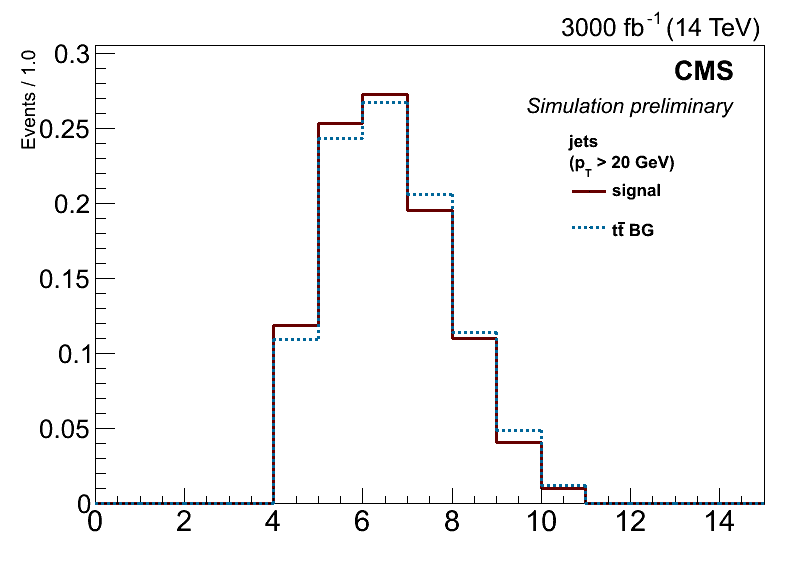 3000 fb⁻¹ (14 TeV)
Events / 1.0
CMS
Simulation preliminary
jets
(p_T > 20 GeV)
signal
tt̄ BG
0.3
0.25
0.2
0.15
0.1
0.05
0
0 2 4 6 8 10 12 14